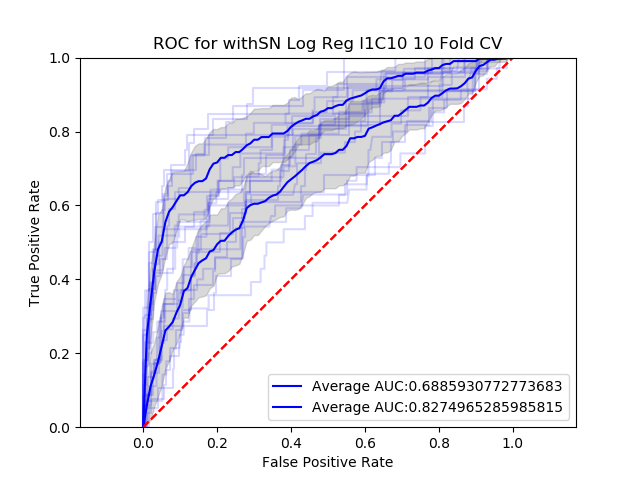 ROC for withSN Log Reg l1C10 10 Fold CV
True Positive Rate
1.0
0.8
0.6
0.4
0.2
0.0
Average AUC:0.6885930772773683
Average AUC:0.8274965285985815
0.0 0.2 0.4 0.6 0.8 1.0
False Positive Rate